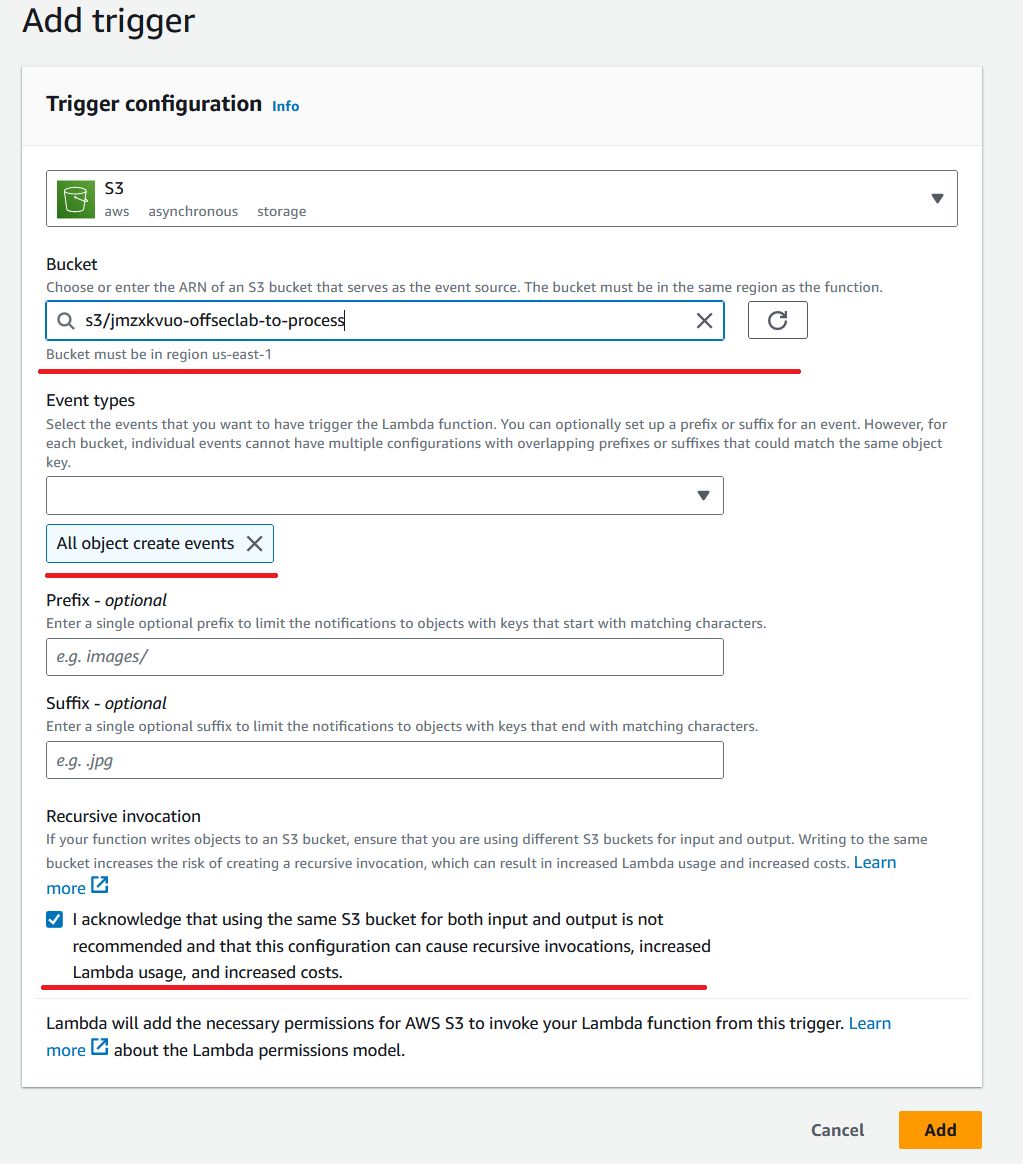 Add trigger
Trigger configuration Info
S3
aws asynchronous storage
Bucket
Choose or enter the ARN of an S3 bucket that serves as the event source. The bucket must be in the same region as the function.
s3/jmzxkvuo-offseclab-to-process
Bucket must be in region us-east-1
Event types
Select the events that you want to have trigger the Lambda function. You can optionally set up a prefix or suffix for an event. However, for
each bucket, individual events cannot have multiple configurations with overlapping prefixes or suffixes that could match the same object
key.
All object create events
Prefix - optional
Enter a single optional prefix to limit the notifications to objects with keys that start with matching characters.
e.g. images/
Suffix - optional
Enter a single optional suffix to limit the notifications to objects with keys that end with matching characters.
e.g. .jpg
Recursive invocation
If your function writes objects to an S3 bucket, ensure that you are using different S3 buckets for input and output. Writing to the same
bucket increases the risk of creating a recursive invocation, which can result in increased Lambda usage and increased costs. Learn
more
I acknowledge that using the same S3 bucket for both input and output is not
recommended and that this configuration can cause recursive invocations, increased
Lambda usage, and increased costs.
Lambda will add the necessary permissions for AWS S3 to invoke your Lambda function from this trigger. Learn
more about the Lambda permissions model.
Cancel Add